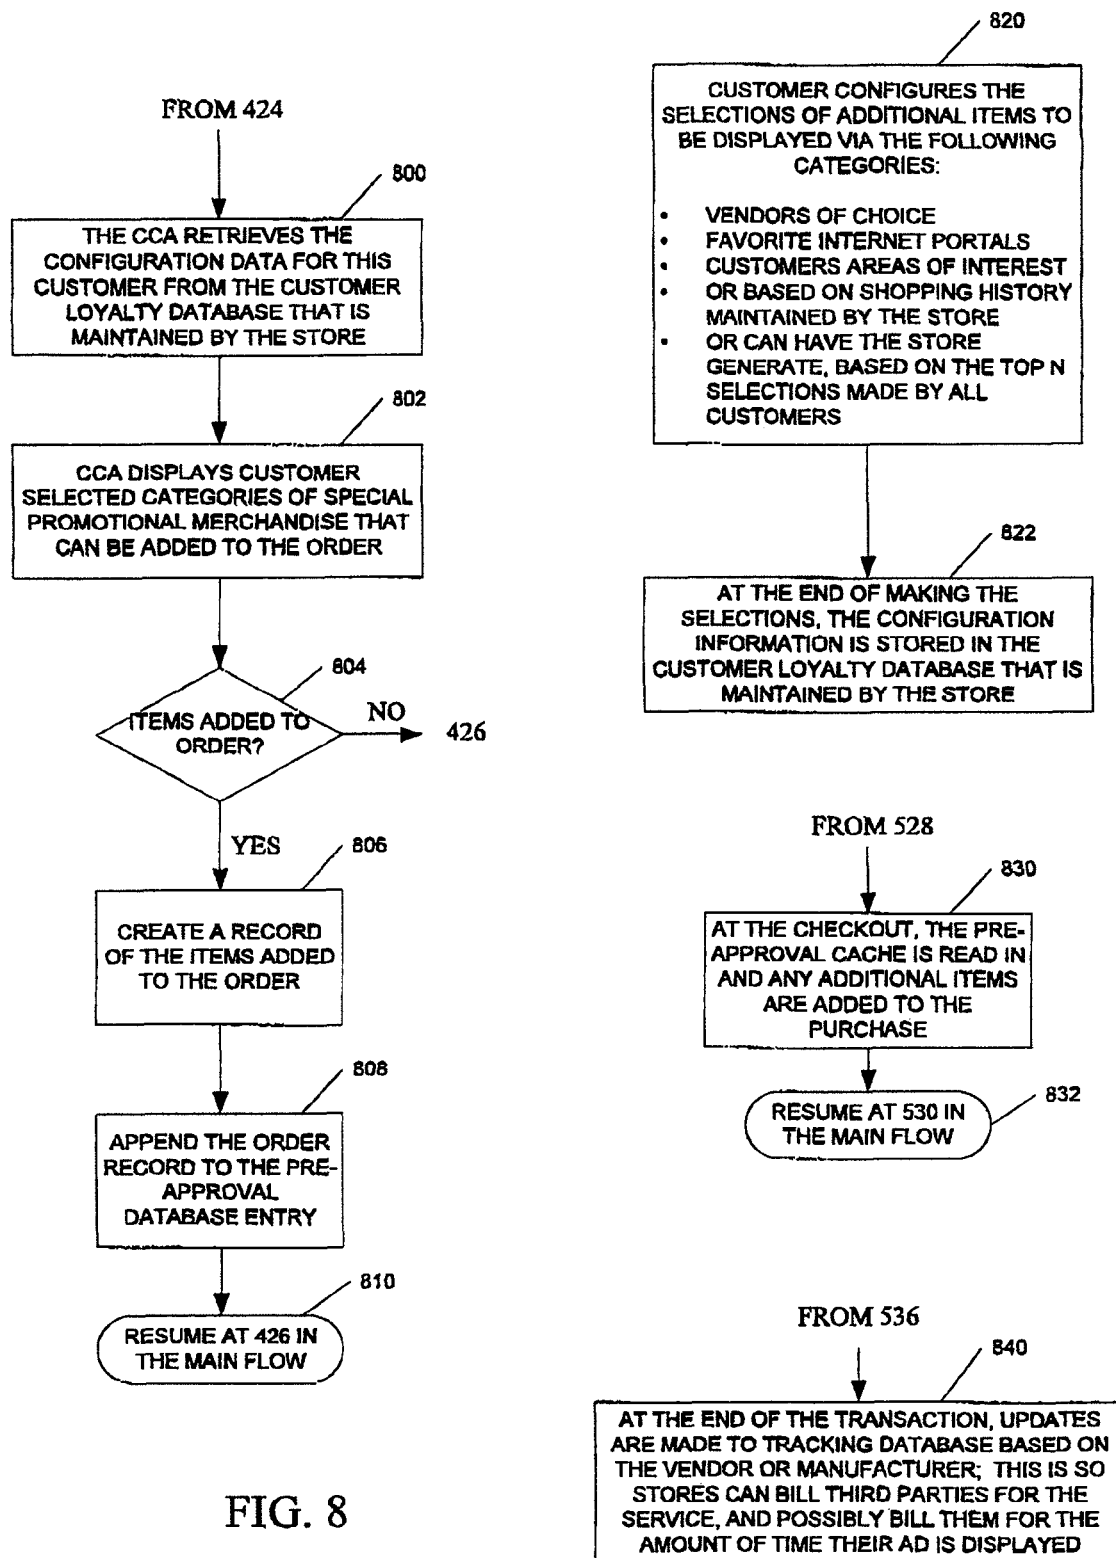 FROM 424
800
THE CCA RETRIEVES THE
CONFIGURATION DATA FOR THIS
CUSTOMER FROM THE CUSTOMER
LOYALTY DATABASE THAT IS
MAINTAINED BY THE STORE
802
CCA DISPLAYS CUSTOMER
SELECTED CATEGORIES OF SPECIAL
PROMOTIONAL MERCHANDISE THAT
CAN BE ADDED TO THE ORDER
804
ITEMS ADDED TO
ORDER?
NO
426
YES
806
CREATE A RECORD
OF THE ITEMS ADDED
TO THE ORDER
808
APPEND THE ORDER
RECORD TO THE PRE-
APPROVAL
DATABASE ENTRY
810
RESUME AT 426 IN
THE MAIN FLOW
FIG. 8
820
CUSTOMER CONFIGURES THE
SELECTIONS OF ADDITIONAL ITEMS TO
BE DISPLAYED VIA THE FOLLOWING
CATEGORIES:
• VENDORS OF CHOICE
• FAVORITE INTERNET PORTALS
• CUSTOMERS AREAS OF INTEREST
• OR BASED ON SHOPPING HISTORY
MAINTAINED BY THE STORE
• OR CAN HAVE THE STORE
GENERATE, BASED ON THE TOP N
SELECTIONS MADE BY ALL
CUSTOMERS
822
AT THE END OF MAKING THE
SELECTIONS, THE CONFIGURATION
INFORMATION IS STORED IN THE
CUSTOMER LOYALTY DATABASE THAT IS
MAINTAINED BY THE STORE
FROM 528
830
AT THE CHECKOUT, THE PRE-
APPROVAL CACHE IS READ IN
AND ANY ADDITIONAL ITEMS
ARE ADDED TO THE
PURCHASE
832
RESUME AT 530 IN
THE MAIN FLOW
FROM 536
840
AT THE END OF THE TRANSACTION, UPDATES
ARE MADE TO TRACKING DATABASE BASED ON
THE VENDOR OR MANUFACTURER; THIS IS SO
STORES CAN BILL THIRD PARTIES FOR THE
SERVICE, AND POSSIBLY BILL THEM FOR THE
AMOUNT OF TIME THEIR AD IS DISPLAYED